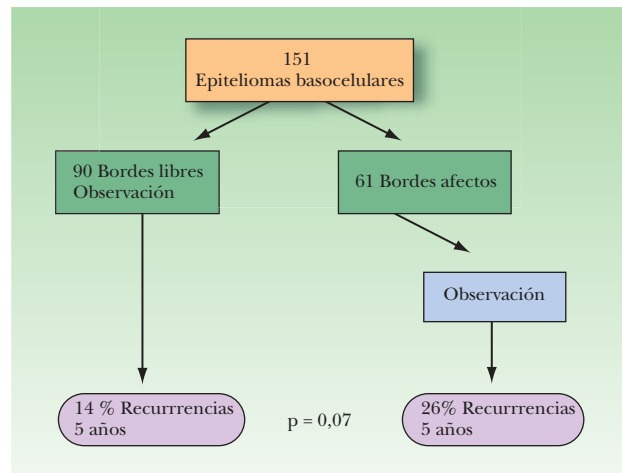 151
Epiteliomas basocelulares
90 Bordes libres
Observación
61 Bordes afectos
Observación
14 % Recurrrencias
5 años
p = 0,07
26% Recurrrencias
5 años